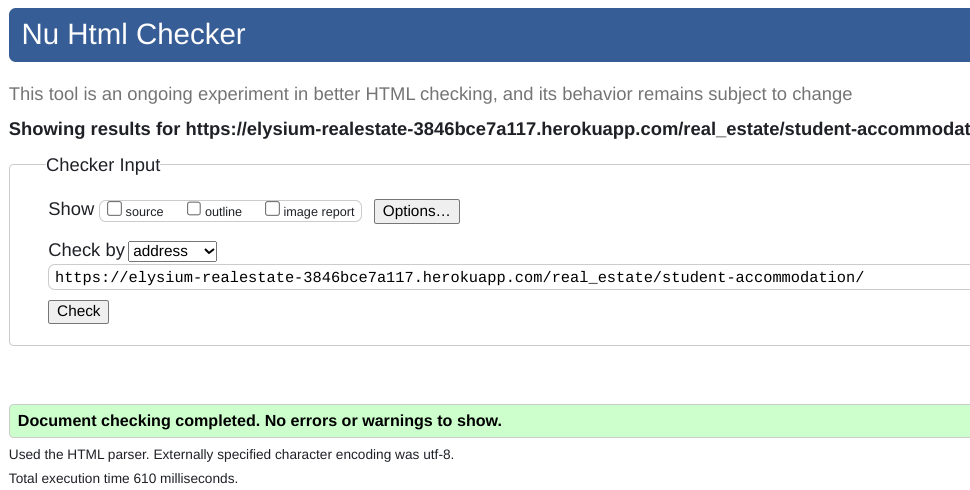 Nu Html Checker
This tool is an ongoing experiment in better HTML checking, and its behavior remains subject to change
Showing results for https://elysium-realestate-3846bce7a117.herokuapp.com/real_estate/student-accommodat
Checker Input
Show source outline image report Options...
Check by address
https://elysium-realestate-3846bce7a117.herokuapp.com/real_estate/student-accommodation/
Check
Document checking completed. No errors or warnings to show.
Used the HTML parser. Externally specified character encoding was utf-8.
Total execution time 610 milliseconds.